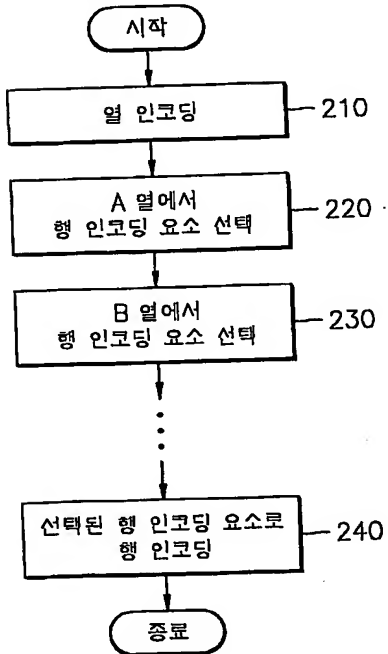 시작
열 인코딩
210
A 열에서
행 인코딩 요소 선택
220
B 열에서
행 인코딩 요소 선택
230
선택된 행 인코딩 요소로
행 인코딩
240
종료